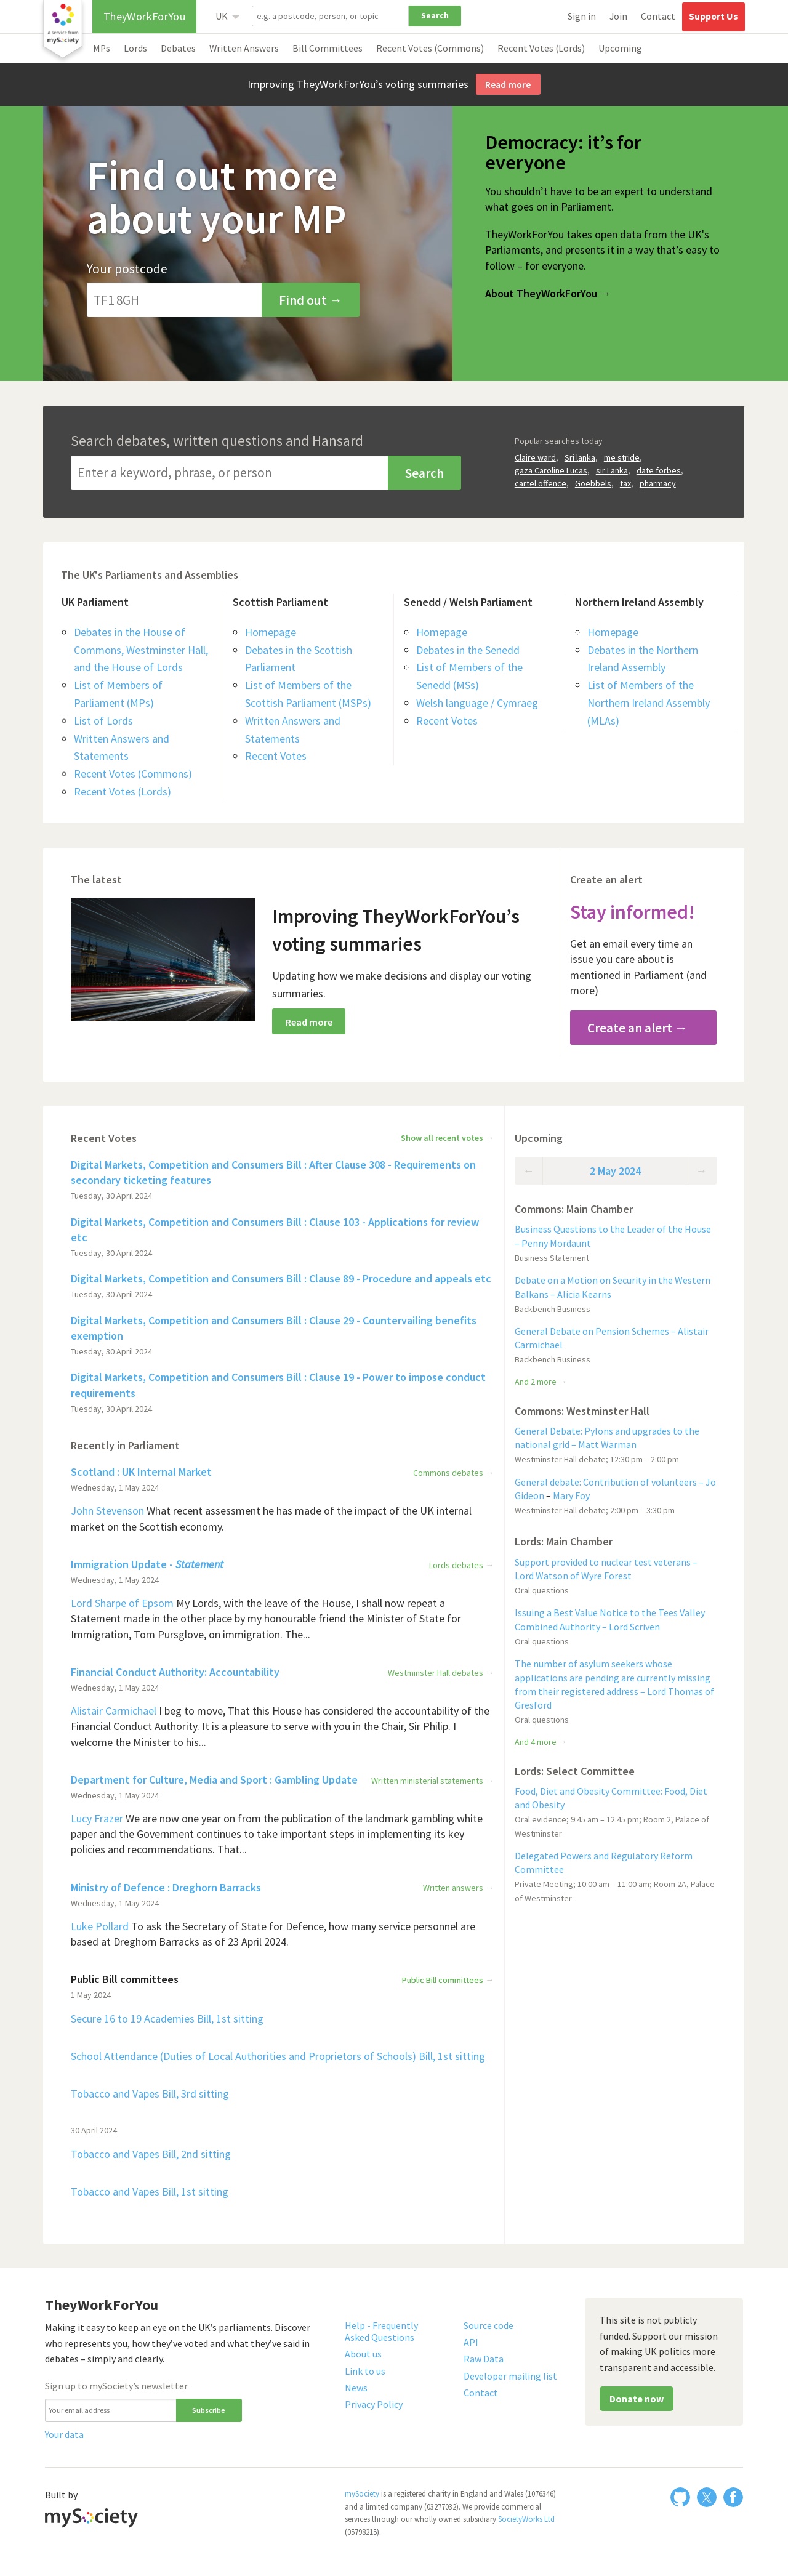 A service from
mySociety
TheyWorkForYou
UK
e.g. a postcode, person, or topic
Search
Sign in
Join
Contact
Support Us
MPs
Lords
Debates
Written Answers
Bill Committees
Recent Votes (Commons)
Recent Votes (Lords)
Upcoming
Improving TheyWorkForYou’s voting summaries
Read more
Find out more
about your MP
Your postcode
TF1 8GH
Find out →
Democracy: it’s for
everyone
You shouldn’t have to be an expert to understand
what goes on in Parliament.
TheyWorkForYou takes open data from the UK's
Parliaments, and presents it in a way that’s easy to
follow – for everyone.
About TheyWorkForYou →
Search debates, written questions and Hansard
Enter a keyword, phrase, or person
Search
Popular searches today
Claire ward, Sri lanka, me stride,
gaza Caroline Lucas, sir Lanka, date forbes,
cartel offence, Goebbels, tax, pharmacy
The UK's Parliaments and Assemblies
UK Parliament
Debates in the House of
Commons, Westminster Hall,
and the House of Lords
List of Members of
Parliament (MPs)
List of Lords
Written Answers and
Statements
Recent Votes (Commons)
Recent Votes (Lords)
Scottish Parliament
Homepage
Debates in the Scottish
Parliament
List of Members of the
Scottish Parliament (MSPs)
Written Answers and
Statements
Recent Votes
Senedd / Welsh Parliament
Homepage
Debates in the Senedd
List of Members of the
Senedd (MSs)
Welsh language / Cymraeg
Recent Votes
Northern Ireland Assembly
Homepage
Debates in the Northern
Ireland Assembly
List of Members of the
Northern Ireland Assembly
(MLAs)
The latest
Improving TheyWorkForYou’s
voting summaries
Updating how we make decisions and display our voting
summaries.
Read more
Create an alert
Stay informed!
Get an email every time an
issue you care about is
mentioned in Parliament (and
more)
Create an alert →
Recent Votes
Show all recent votes →
Digital Markets, Competition and Consumers Bill : After Clause 308 - Requirements on
secondary ticketing features
Tuesday, 30 April 2024
Digital Markets, Competition and Consumers Bill : Clause 103 - Applications for review
etc
Tuesday, 30 April 2024
Digital Markets, Competition and Consumers Bill : Clause 89 - Procedure and appeals etc
Tuesday, 30 April 2024
Digital Markets, Competition and Consumers Bill : Clause 29 - Countervailing benefits
exemption
Tuesday, 30 April 2024
Digital Markets, Competition and Consumers Bill : Clause 19 - Power to impose conduct
requirements
Tuesday, 30 April 2024
Recently in Parliament
Scotland : UK Internal Market
Commons debates →
Wednesday, 1 May 2024
John Stevenson What recent assessment he has made of the impact of the UK internal
market on the Scottish economy.
Immigration Update - Statement
Lords debates →
Wednesday, 1 May 2024
Lord Sharpe of Epsom My Lords, with the leave of the House, I shall now repeat a
Statement made in the other place by my honourable friend the Minister of State for
Immigration, Tom Pursglove, on immigration. The...
Financial Conduct Authority: Accountability
Westminster Hall debates →
Wednesday, 1 May 2024
Alistair Carmichael I beg to move, That this House has considered the accountability of the
Financial Conduct Authority. It is a pleasure to serve with you in the Chair, Sir Philip. I
welcome the Minister to his...
Department for Culture, Media and Sport : Gambling Update
Written ministerial statements →
Wednesday, 1 May 2024
Lucy Frazer We are now one year on from the publication of the landmark gambling white
paper and the Government continues to take important steps in implementing its key
policies and recommendations. That...
Ministry of Defence : Dreghorn Barracks
Written answers →
Wednesday, 1 May 2024
Luke Pollard To ask the Secretary of State for Defence, how many service personnel are
based at Dreghorn Barracks as of 23 April 2024.
Public Bill committees
Public Bill committees →
1 May 2024
Secure 16 to 19 Academies Bill, 1st sitting
School Attendance (Duties of Local Authorities and Proprietors of Schools) Bill, 1st sitting
Tobacco and Vapes Bill, 3rd sitting
30 April 2024
Tobacco and Vapes Bill, 2nd sitting
Tobacco and Vapes Bill, 1st sitting
Upcoming
← 2 May 2024 →
Commons: Main Chamber
Business Questions to the Leader of the House
– Penny Mordaunt
Business Statement
Debate on a Motion on Security in the Western
Balkans – Alicia Kearns
Backbench Business
General Debate on Pension Schemes – Alistair
Carmichael
Backbench Business
And 2 more →
Commons: Westminster Hall
General Debate: Pylons and upgrades to the
national grid – Matt Warman
Westminster Hall debate; 12:30 pm – 2:00 pm
General debate: Contribution of volunteers – Jo
Gideon – Mary Foy
Westminster Hall debate; 2:00 pm – 3:30 pm
Lords: Main Chamber
Support provided to nuclear test veterans –
Lord Watson of Wyre Forest
Oral questions
Issuing a Best Value Notice to the Tees Valley
Combined Authority – Lord Scriven
Oral questions
The number of asylum seekers whose
applications are pending are currently missing
from their registered address – Lord Thomas of
Gresford
Oral questions
And 4 more →
Lords: Select Committee
Food, Diet and Obesity Committee: Food, Diet
and Obesity
Oral evidence; 9:45 am – 12:45 pm; Room 2, Palace of
Westminster
Delegated Powers and Regulatory Reform
Committee
Private Meeting; 10:00 am – 11:00 am; Room 2A, Palace
of Westminster
TheyWorkForYou
Making it easy to keep an eye on the UK’s parliaments. Discover
who represents you, how they’ve voted and what they’ve said in
debates – simply and clearly.
Sign up to mySociety’s newsletter
Your email address
Subscribe
Your data
Help - Frequently
Asked Questions
About us
Link to us
News
Privacy Policy
Source code
API
Raw Data
Developer mailing list
Contact
This site is not publicly
funded. Support our mission
of making UK politics more
transparent and accessible.
Donate now
Built by
mySociety
mySociety is a registered charity in England and Wales (1076346)
and a limited company (03277032). We provide commercial
services through our wholly owned subsidiary SocietyWorks Ltd
(05798215).